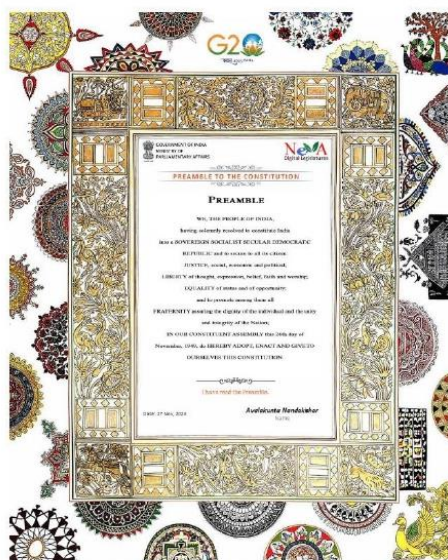 G20
GOVERNMENT OF INDIA
MINISTRY OF
PARLIAMENTARY AFFAIRS
NeVA
Digital Legislatures
PREAMBLE TO THE CONSTITUTION
PREAMBLE
WE, THE PEOPLE OF INDIA,
having solemnly resolved to constitute India
into a SOVEREIGN SOCIALIST SECULAR DEMOCRATIC
REPUBLIC and to secure to all its citizens
JUSTICE, social, economic and political,
LIBERTY of thought, expression, belief, faith and worship;
EQUALITY of status and of opportunity;
and to promote among them all
FRATERNITY assuring the dignity of the individual and the unity
and integrity of the Nation;
IN OUR CONSTITUENT ASSEMBLY this 26th day of
November, 1949, do HEREBY ADOPT, ENACT AND GIVE TO
OURSELVES THIS CONSTITUTION
I have read the Preamble.
Avalakunta Nandakishor